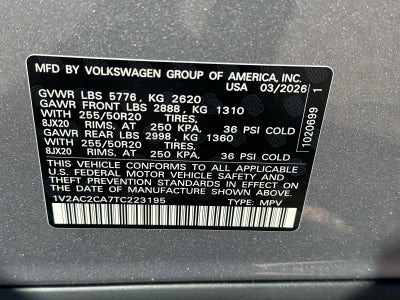 MFD BY VOLKSWAGEN GROUP OF AMERICA, INC.
USA 03/2026
GVWR LBS 5776, KG 2620
GAWR FRONT LBS 2888, KG 1310
WITH 255/50R20 TIRES,
8JX20 RIMS, AT 250 KPA, 36 PSI COLD
GAWR REAR LBS 2998, KG 1360
WITH 255/50R20 TIRES,
8JX20 RIMS, AT 250 KPA, 36 PSI COLD
THIS VEHICLE CONFORMS TO ALL APPLICABLE
U.S. FEDERAL MOTOR VEHICLE SAFETY AND
THEFT PREVENTION STANDARDS IN EFFECT ON
THE DATE OF MANUFACTURE SHOWN ABOVE.
1V2AC2CA7TC223195 TYPE: MPV
1020699 1